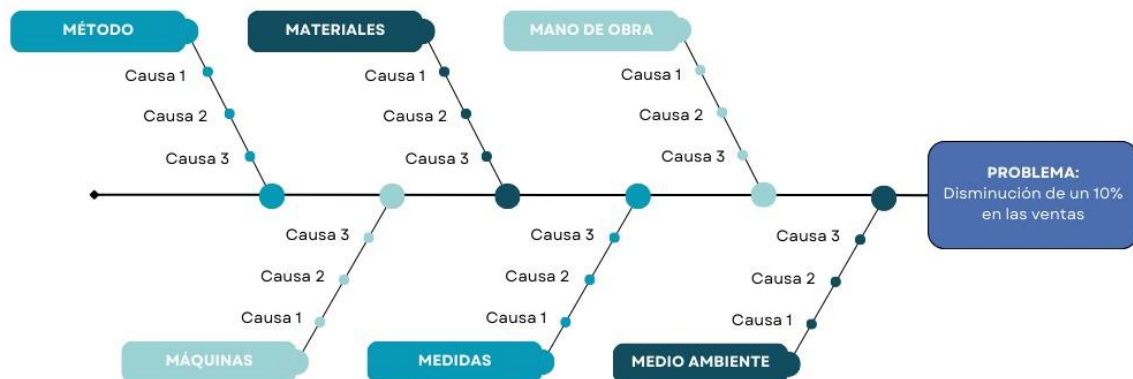 MÉTODO
MATERIALES
MANO DE OBRA
Causa 1
Causa 1
Causa 1
Causa 2
Causa 2
Causa 2
Causa 3
Causa 3
Causa 3
PROBLEMA:
Disminución de un 10%
en las ventas
Causa 3
Causa 3
Causa 3
Causa 2
Causa 2
Causa 2
Causa 1
Causa 1
Causa 1
MÁQUINAS
MEDIDAS
MEDIO AMBIENTE